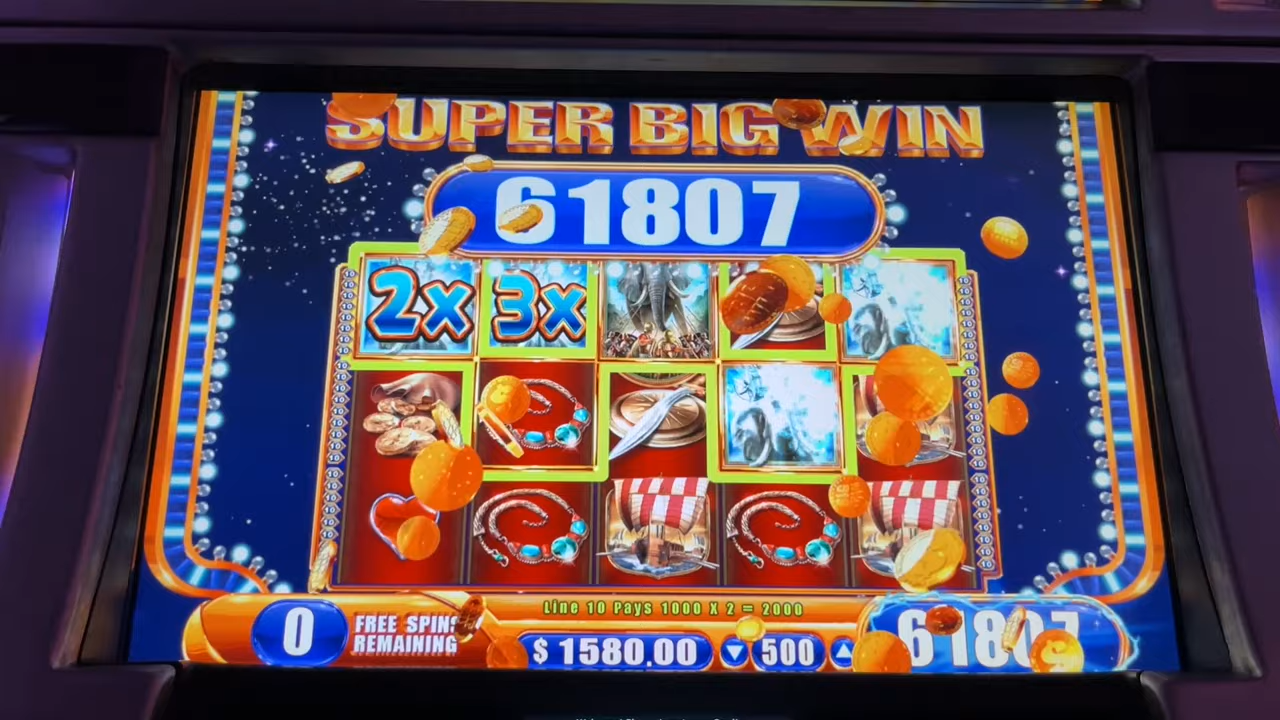 SUPER BIG WIN
61807
2x 3x
Line 10 Pays 1000 X 2 = 2000
0 FREE SPINS
REMAINING
$ 1580.00 500 61807